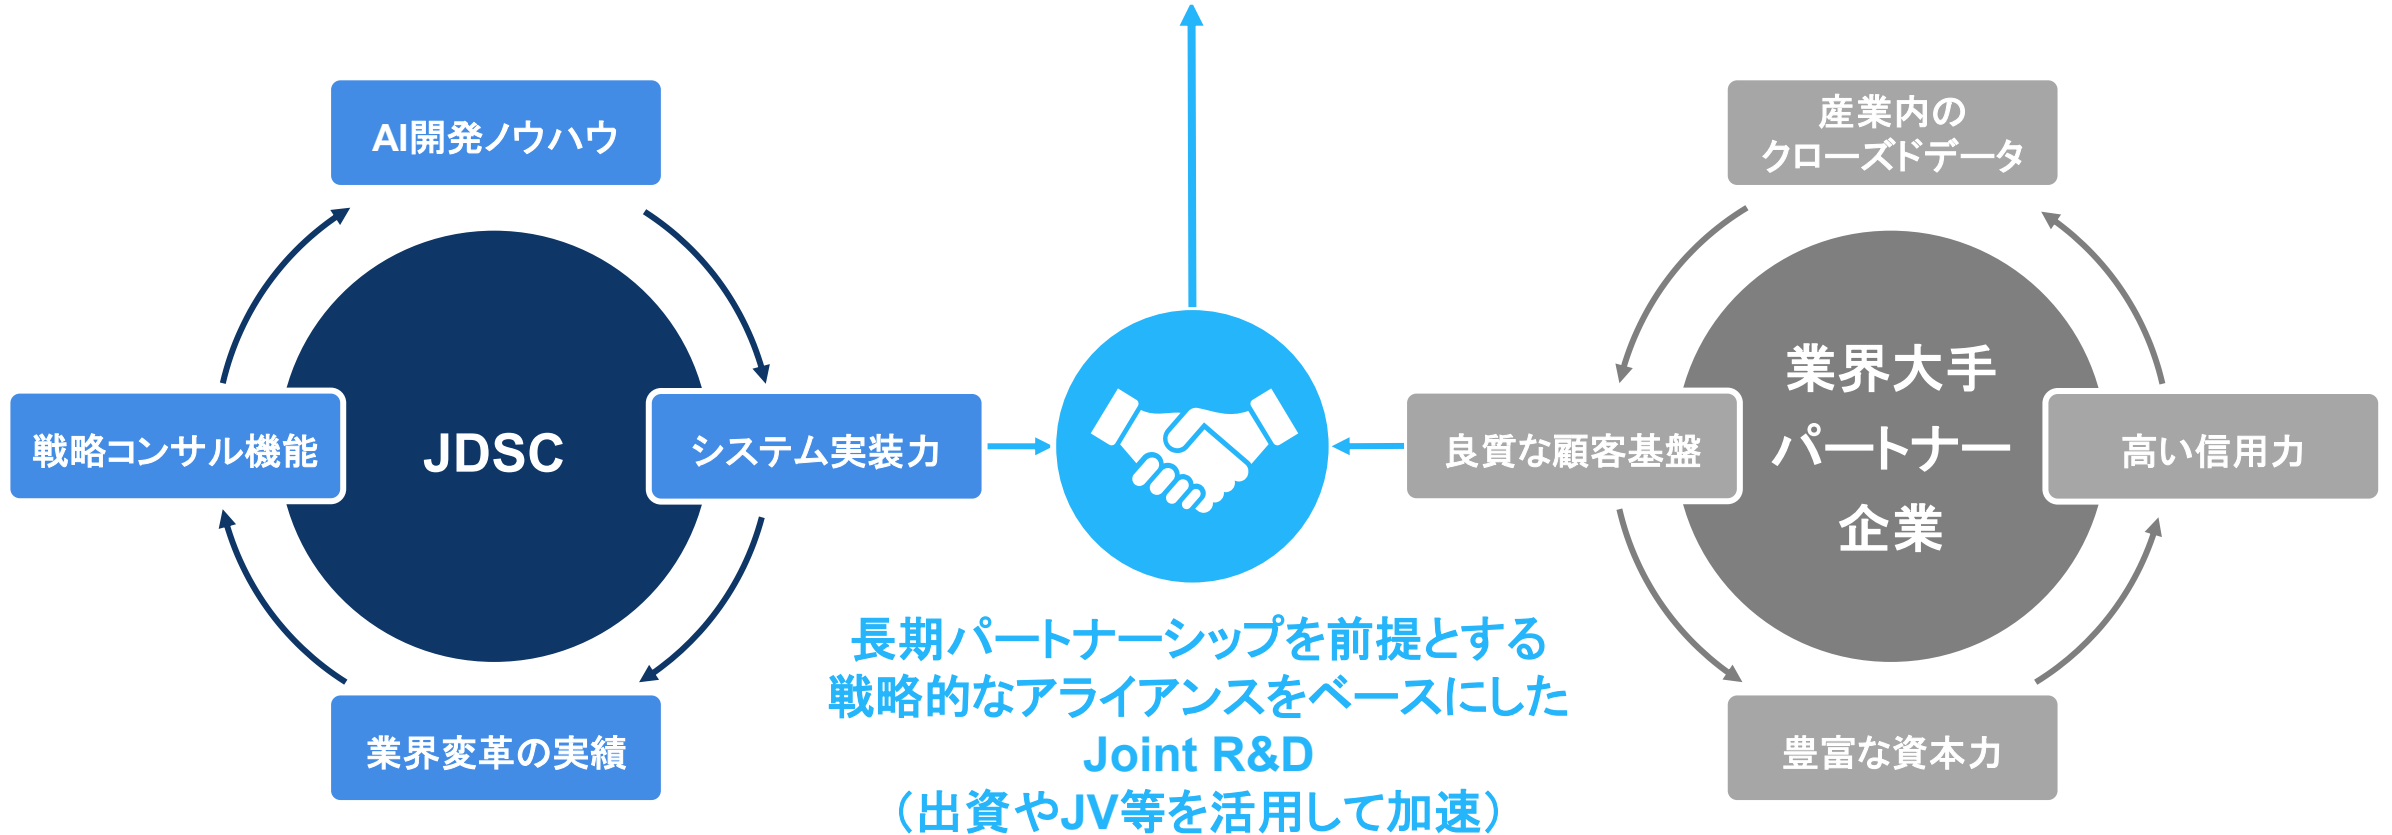 AI開発ノウハウ
戦略コンサル機能
JDSC
システム実装力
業界変革の実績
長期パートナーシップを前提とする
戦略的なアライアンスをベースにした
Joint R&D
（出資やJV等を活用して加速）
産業内の
クローズドデータ
良質な顧客基盤
業界大手
パートナー
企業
高い信用力
豊富な資本力